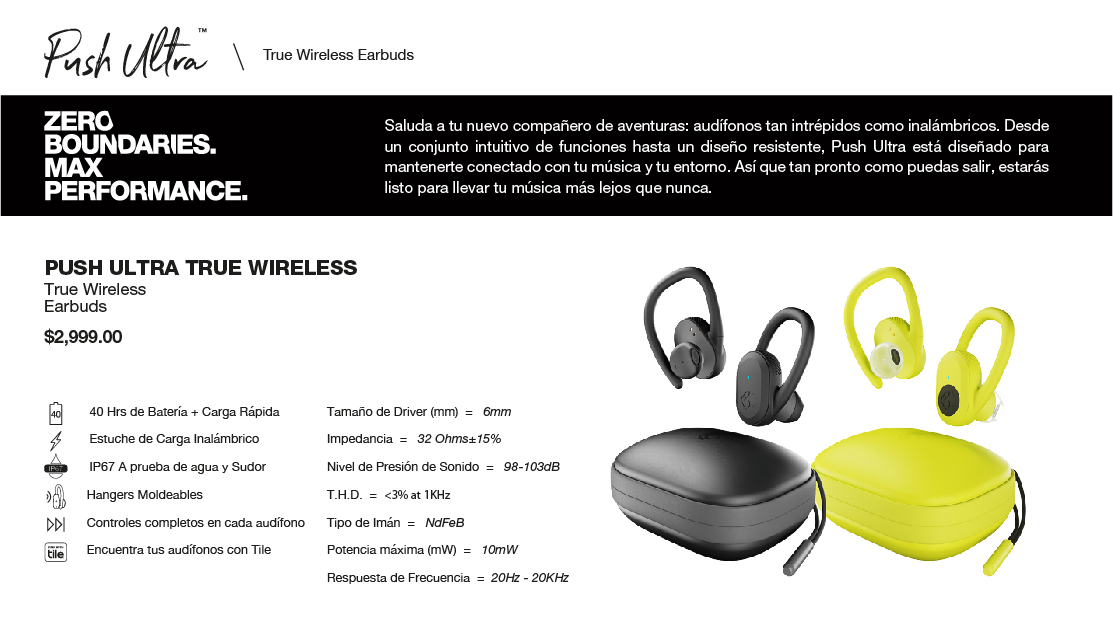 Push Ultra™
True Wireless Earbuds
ZERO
BOUNDARIES.
MAX
PERFORMANCE.
Saluda a tu nuevo compañero de aventuras: audífonos tan intrépidos como inalámbricos. Desde
un conjunto intuitivo de funciones hasta un diseño resistente, Push Ultra está diseñado para
mantenerte conectado con tu música y tu entorno. Así que tan pronto como puedas salir, estarás
listo para llevar tu música más lejos que nunca.
PUSH ULTRA TRUE WIRELESS
True Wireless
Earbuds
$2,999.00
40
40 Hrs de Batería + Carga Rápida
Estuche de Carga Inalámbrico
IP67
IP67 A prueba de agua y Sudor
Hangers Moldeables
Controles completos en cada audífono
tile
Encuentra tus audífonos con Tile
Tamaño de Driver (mm) = 6mm
Impedancia = 32 Ohms±15%
Nivel de Presión de Sonido = 98-103dB
T.H.D. = <3% at 1KHz
Tipo de Imán = NdFeB
Potencia máxima (mW) = 10mW
Respuesta de Frecuencia = 20Hz - 20KHz